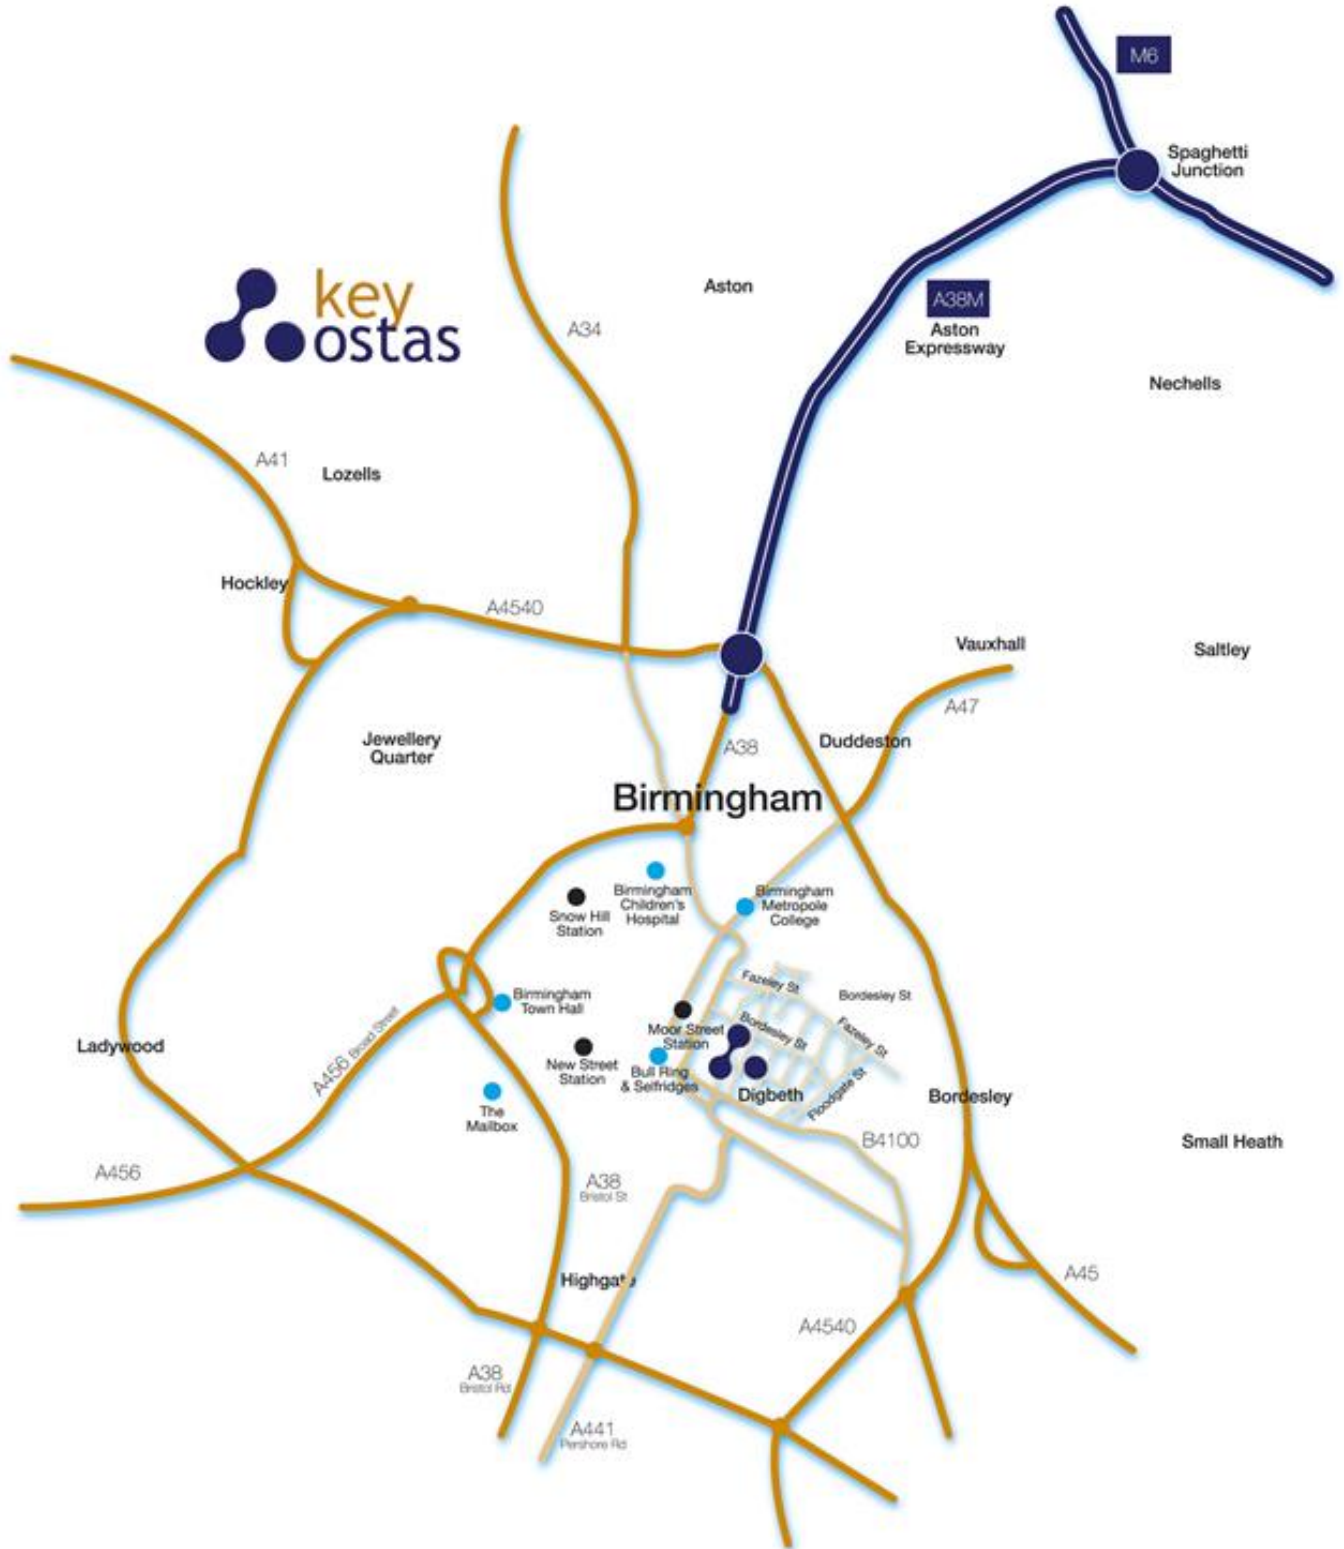 M6
Spaghetti
Junction
key
ostas
Aston
A38M
Aston
Expressway
A34
Nechells
A41
Lozells
Hockley
A4540
Vauxhall
Saltley
A47
Jewellery
Quarter
A38
Duddeston
Birmingham
Birmingham
Children's
Hospital
Birmingham
Metropole
College
Snow Hill
Station
Fazeley St
Bordesley St
Birmingham
Town Hall
Moor Street
Station
Bordesley St
Fazeley St
Ladywood
A456 Broad Street
New Street
Station
Bull Ring
& Selfridges
Digbeth
Floodgate St
Bordesley
The
Mailbox
B4100
Small Heath
A456
A38
Bristol St
Highgate
A45
A4540
A38
Bristol Rd
A441
Pershore Rd